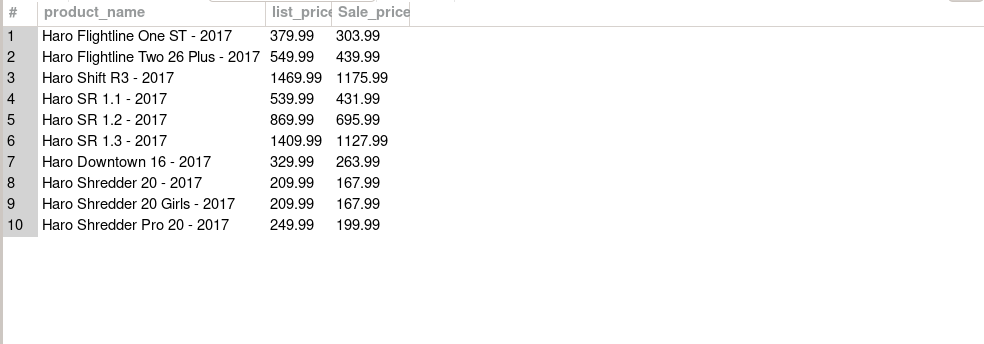 # product_name list_price Sale_price
1 Haro Flightline One ST - 2017 379.99 303.99
2 Haro Flightline Two 26 Plus - 2017 549.99 439.99
3 Haro Shift R3 - 2017 1469.99 1175.99
4 Haro SR 1.1 - 2017 539.99 431.99
5 Haro SR 1.2 - 2017 869.99 695.99
6 Haro SR 1.3 - 2017 1409.99 1127.99
7 Haro Downtown 16 - 2017 329.99 263.99
8 Haro Shredder 20 - 2017 209.99 167.99
9 Haro Shredder 20 Girls - 2017 209.99 167.99
10 Haro Shredder Pro 20 - 2017 249.99 199.99